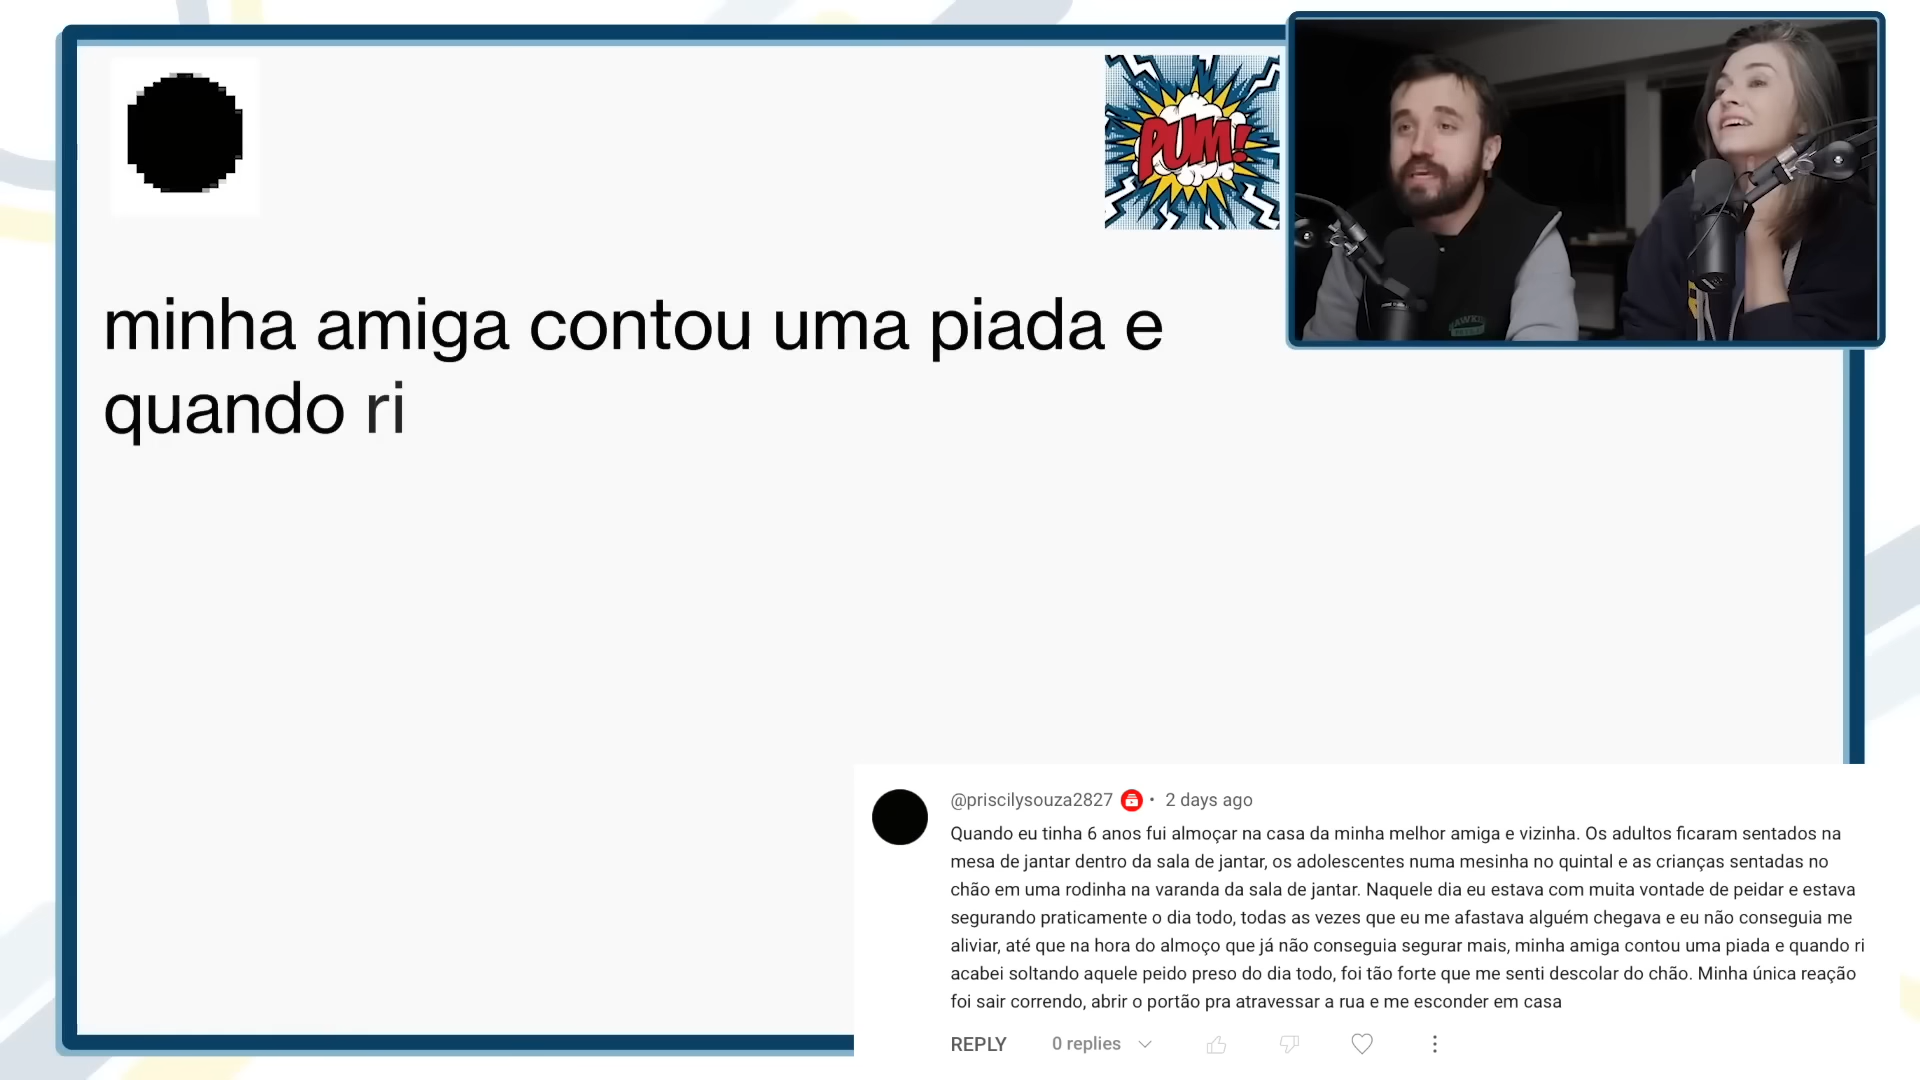 PUM!
minha amiga contou uma piada e
quando ri
@priscilysouza2827 • 2 days ago
Quando eu tinha 6 anos fui almoçar na casa da minha melhor amiga e vizinha. Os adultos ficaram sentados na
mesa de jantar dentro da sala de jantar, os adolescentes numa mesinha no quintal e as crianças sentadas no
chão em uma rodinha na varanda da sala de jantar. Naquele dia eu estava com muita vontade de peidar e estava
segurando praticamente o dia todo, todas as vezes que eu me afastava alguém chegava e eu não conseguia me
aliviar, até que na hora do almoço que já não conseguia segurar mais, minha amiga contou uma piada e quando ri
acabei soltando aquele peido preso do dia todo, foi tão forte que me senti descolar do chão. Minha única reação
foi sair correndo, abrir o portão pra atravessar a rua e me esconder em casa
REPLY 0 replies